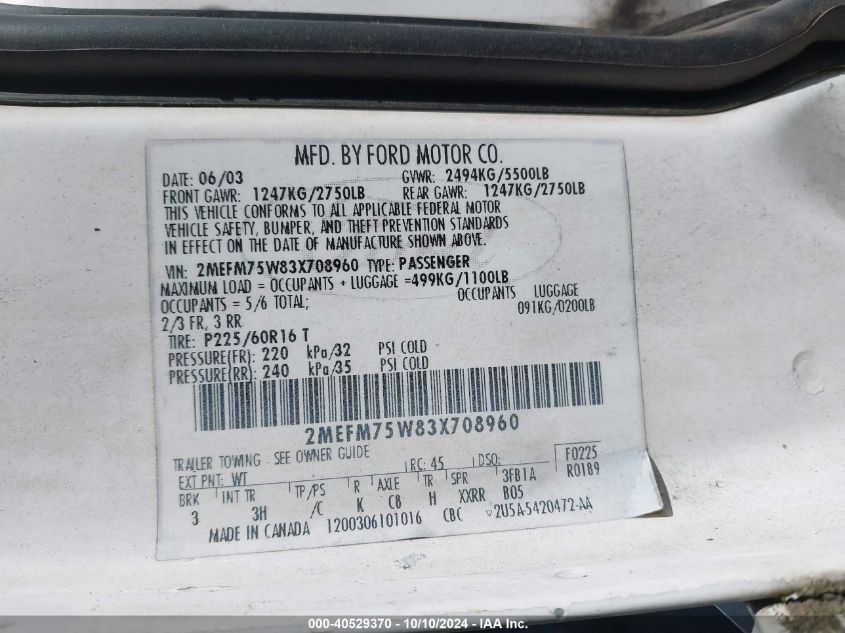 MFD. BY FORD MOTOR CO.
DATE: 06/03 GVWR: 2494KG/5500LB
FRONT GAWR: 1247KG/2750LB REAR GAWR: 1247KG/2750LB
THIS VEHICLE CONFORMS TO ALL APPLICABLE FEDERAL MOTOR
VEHICLE SAFETY, BUMPER, AND THEFT PREVENTION STANDARDS
IN EFFECT ON THE DATE OF MANUFACTURE SHOWN ABOVE.
VIN: 2MEFM75W83X708960 TYPE: PASSENGER
MAXIMUM LOAD = OCCUPANTS + LUGGAGE =499KG/1100LB
OCCUPANTS = 5/6 TOTAL; OCCUPANTS LUGGAGE
2/3 FR, 3 RR 091KG/0200LB
TIRE: P225/60R16 T
PRESSURE(FR): 220 kPa/32 PSI COLD
PRESSURE(RR): 240 kPa/35 PSI COLD
2MEFM75W83X708960
TRAILER TOWING - SEE OWNER GUIDE
EXT PNT: WT RC: 45 DSO: F0225
BRK INT TR TP/PS R AXLE TR SPR 3FB1A R0189
3 3H /C K C8 H XXRR B05
MADE IN CANADA 1200306101016 CBC 2U5A-5420472-AA
000-40529370 - 10/10/2024 - IAA Inc.